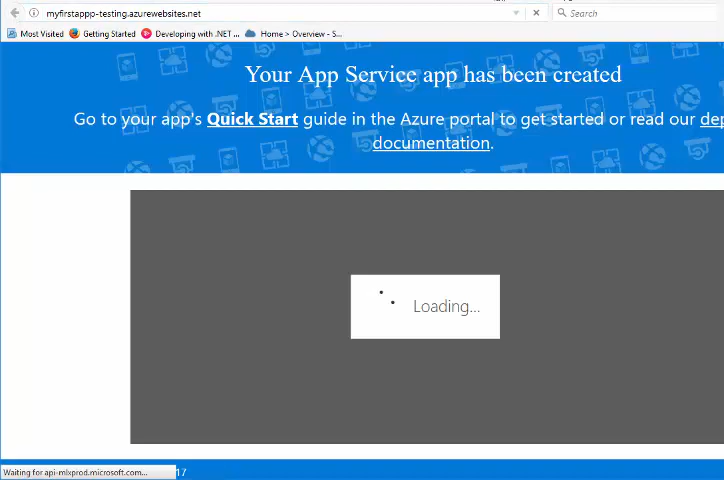 myfirstappp-testing.azurewebsites.net
Search
Most Visited Getting Started Developing with .NET ... Home > Overview - S...
Your App Service app has been created
Go to your app's Quick Start guide in the Azure portal to get started or read our dep
documentation.
Loading...
Waiting for api-mlxprod.microsoft.com... 17